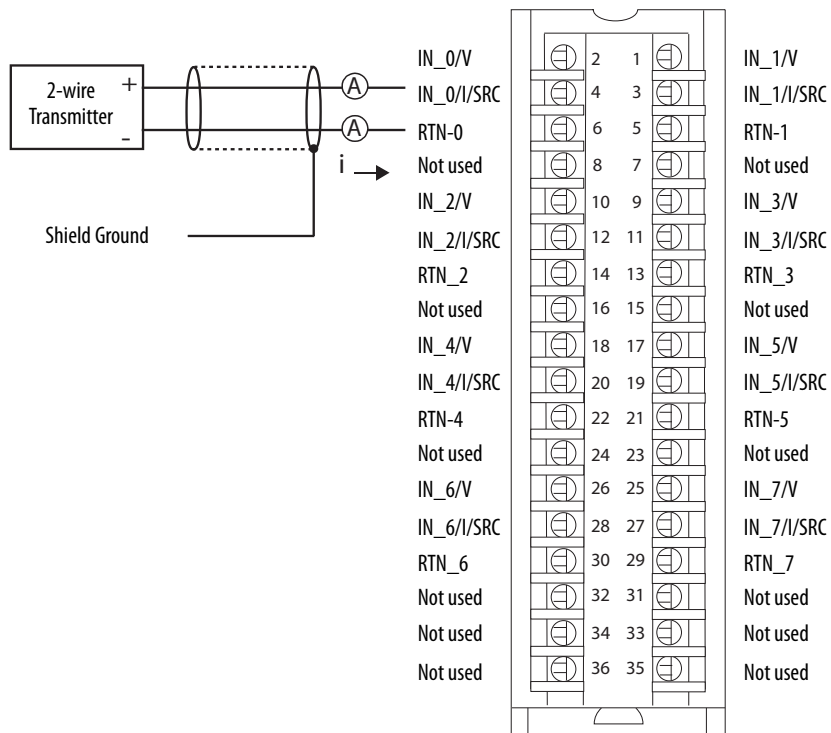 IN_0/V 2 1 IN_1/V
2-wire Transmitter + -
IN_0/I/SRC 4 3 IN_1/I/SRC
A
RTN-0 6 5 RTN-1
A
i
Not used 8 7 Not used
IN_2/V 10 9 IN_3/V
Shield Ground
IN_2/I/SRC 12 11 IN_3/I/SRC
RTN_2 14 13 RTN_3
Not used 16 15 Not used
IN_4/V 18 17 IN_5/V
IN_4/I/SRC 20 19 IN_5/I/SRC
RTN-4 22 21 RTN-5
Not used 24 23 Not used
IN_6/V 26 25 IN_7/V
IN_6/I/SRC 28 27 IN_7/I/SRC
RTN_6 30 29 RTN_7
Not used 32 31 Not used
Not used 34 33 Not used
Not used 36 35 Not used